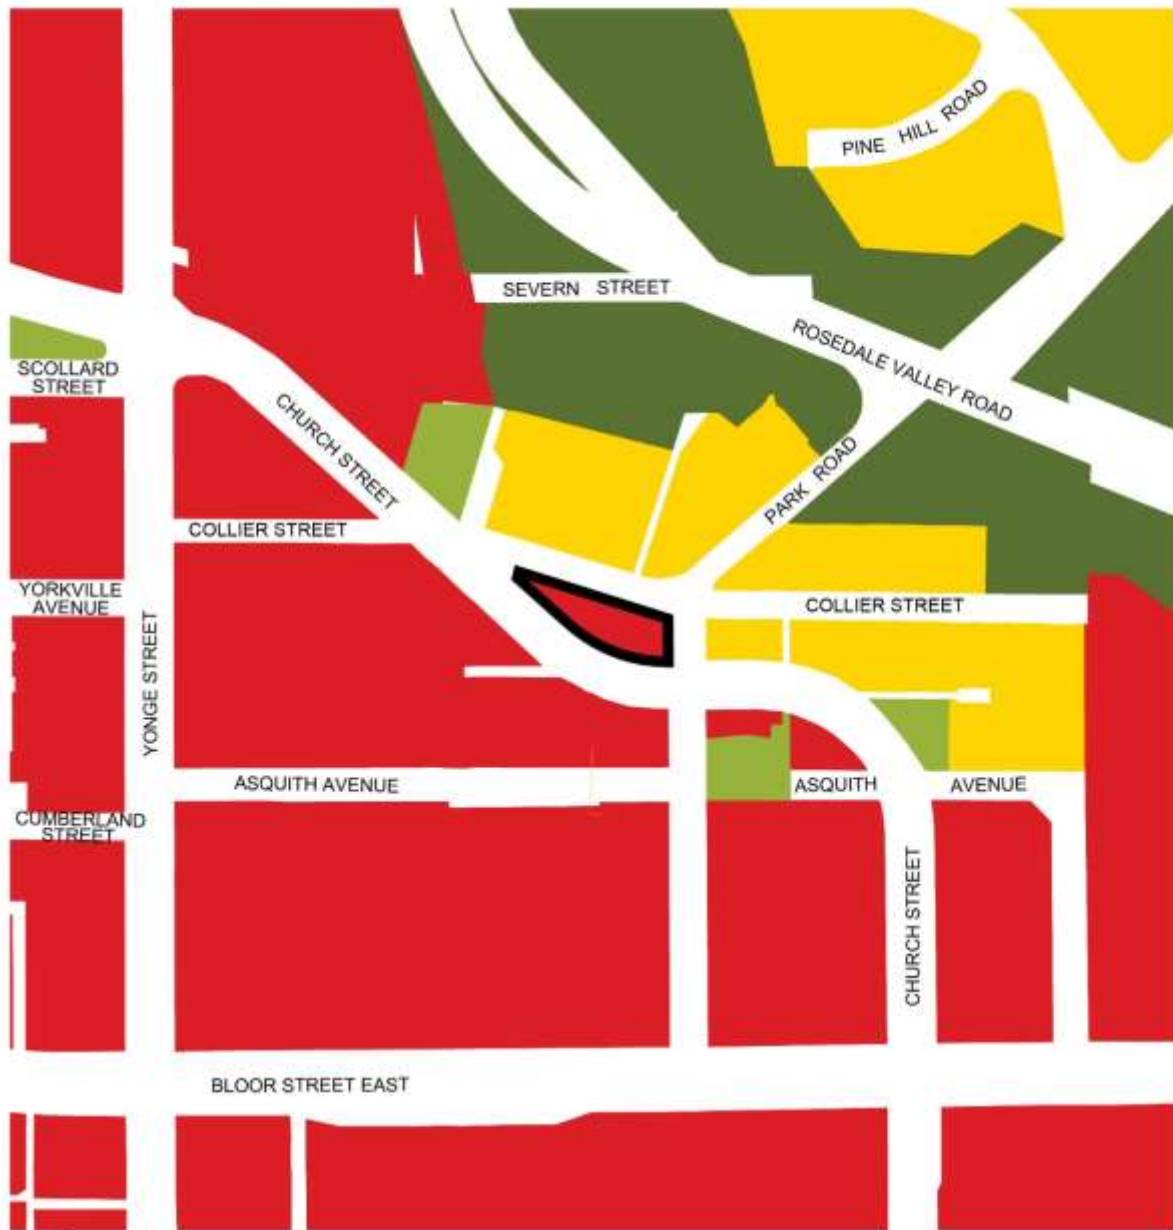 PINE HILL ROAD
SEVERN STREET
ROSEDALE VALLEY ROAD
SCOLLARD
STREET
CHURCH STREET
PARK ROAD
COLLIER STREET
YORKVILLE
AVENUE
COLLIER STREET
YONGE STREET
ASQUITH AVENUE
ASQUITH AVENUE
CUMBERLAND
STREET
CHURCH STREET
BLOOR STREET EAST